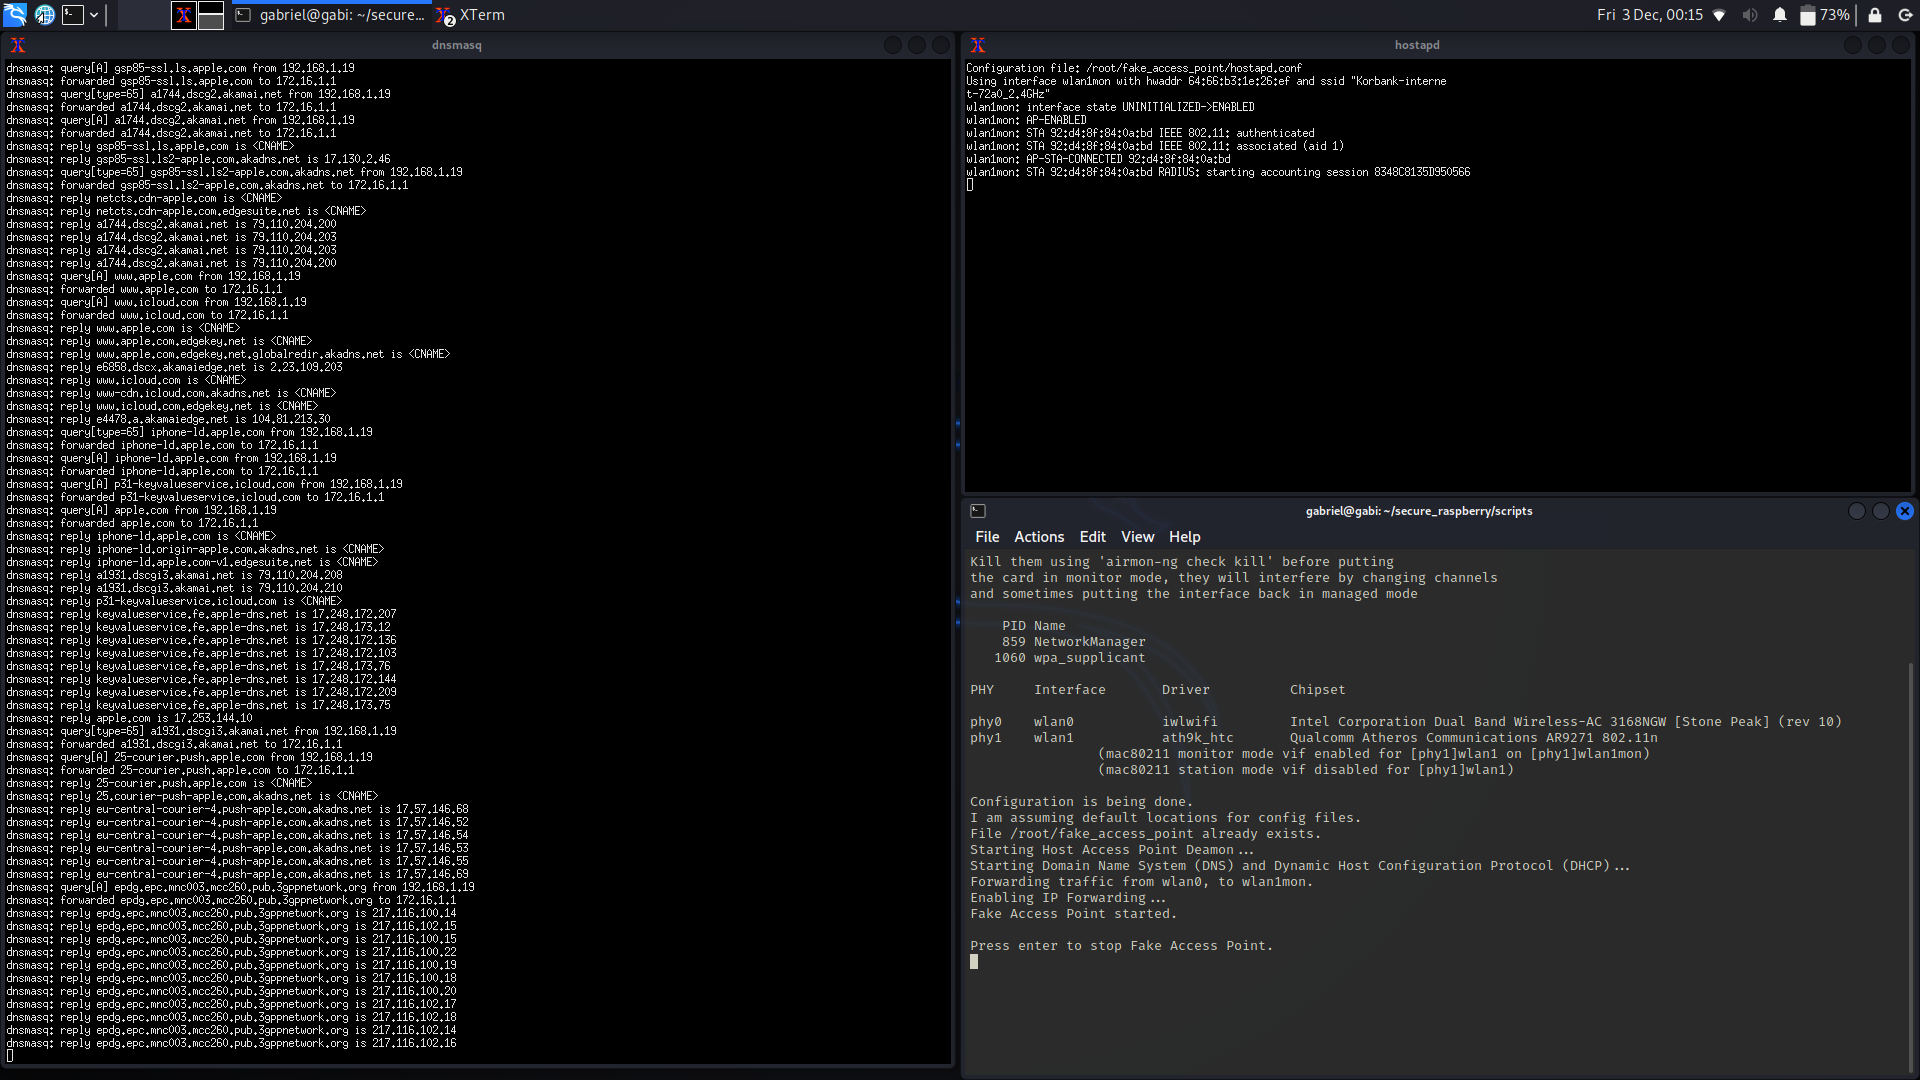 gabriel@gabi: ~/secure...
XTerm
2
Fri 3 Dec, 00:15
73%
dnsmasq
dnsmasq: query[A] gsp85-ssl.ls.apple.com from 192.168.1.19
dnsmasq: forwarded gsp85-ssl.ls.apple.com to 172.16.1.1
dnsmasq: query[type=65] a1744.dscg2.akamai.net from 192.168.1.19
dnsmasq: forwarded a1744.dscg2.akamai.net to 172.16.1.1
dnsmasq: query[A] a1744.dscg2.akamai.net from 192.168.1.19
dnsmasq: forwarded a1744.dscg2.akamai.net to 172.16.1.1
dnsmasq: reply gsp85-ssl.ls.apple.com is <CNAME>
dnsmasq: reply gsp85-ssl.ls2-apple.com.akadns.net is 17.130.2.46
dnsmasq: query[type=65] gsp85-ssl.ls2-apple.com.akadns.net from 192.168.1.19
dnsmasq: forwarded gsp85-ssl.ls2-apple.com.akadns.net to 172.16.1.1
dnsmasq: reply netcts.cdn-apple.com is <CNAME>
dnsmasq: reply netcts.cdn-apple.com.edgesuite.net is <CNAME>
dnsmasq: reply a1744.dscg2.akamai.net is 79.110.204.200
dnsmasq: reply a1744.dscg2.akamai.net is 79.110.204.203
dnsmasq: reply a1744.dscg2.akamai.net is 79.110.204.203
dnsmasq: reply a1744.dscg2.akamai.net is 79.110.204.200
dnsmasq: query[A] www.apple.com from 192.168.1.19
dnsmasq: forwarded www.apple.com to 172.16.1.1
dnsmasq: query[A] www.icloud.com from 192.168.1.19
dnsmasq: forwarded www.icloud.com to 172.16.1.1
dnsmasq: reply www.apple.com is <CNAME>
dnsmasq: reply www.apple.com.edgekey.net is <CNAME>
dnsmasq: reply www.apple.com.edgekey.net.globalredir.akadns.net is <CNAME>
dnsmasq: reply e6858.dscx.akamaiedge.net is 2.23.109.203
dnsmasq: reply www.icloud.com is <CNAME>
dnsmasq: reply www-cdn.icloud.com.akadns.net is <CNAME>
dnsmasq: reply www.icloud.com.edgekey.net is <CNAME>
dnsmasq: reply e4478.a.akamaiedge.net is 104.81.213.30
dnsmasq: query[type=65] iphone-ld.apple.com from 192.168.1.19
dnsmasq: forwarded iphone-ld.apple.com to 172.16.1.1
dnsmasq: query[A] iphone-ld.apple.com from 192.168.1.19
dnsmasq: forwarded iphone-ld.apple.com to 172.16.1.1
dnsmasq: query[A] p31-keyvalueservice.icloud.com from 192.168.1.19
dnsmasq: forwarded p31-keyvalueservice.icloud.com to 172.16.1.1
dnsmasq: query[A] apple.com from 192.168.1.19
dnsmasq: forwarded apple.com to 172.16.1.1
dnsmasq: reply iphone-ld.apple.com is <CNAME>
dnsmasq: reply iphone-ld.origin-apple.com.akadns.net is <CNAME>
dnsmasq: reply iphone-ld.apple.com-v1.edgesuite.net is <CNAME>
dnsmasq: reply a1931.dscgi3.akamai.net is 79.110.204.208
dnsmasq: reply a1931.dscgi3.akamai.net is 79.110.204.210
dnsmasq: reply p31-keyvalueservice.icloud.com is <CNAME>
dnsmasq: reply keyvalueservice.fe.apple-dns.net is 17.248.172.207
dnsmasq: reply keyvalueservice.fe.apple-dns.net is 17.248.173.12
dnsmasq: reply keyvalueservice.fe.apple-dns.net is 17.248.172.136
dnsmasq: reply keyvalueservice.fe.apple-dns.net is 17.248.172.103
dnsmasq: reply keyvalueservice.fe.apple-dns.net is 17.248.173.76
dnsmasq: reply keyvalueservice.fe.apple-dns.net is 17.248.172.144
dnsmasq: reply keyvalueservice.fe.apple-dns.net is 17.248.172.209
dnsmasq: reply keyvalueservice.fe.apple-dns.net is 17.248.173.75
dnsmasq: reply apple.com is 17.253.144.10
dnsmasq: query[type=65] a1931.dscgi3.akamai.net from 192.168.1.19
dnsmasq: forwarded a1931.dscgi3.akamai.net to 172.16.1.1
dnsmasq: query[A] 25-courier.push.apple.com from 192.168.1.19
dnsmasq: forwarded 25-courier.push.apple.com to 172.16.1.1
dnsmasq: reply 25-courier.push.apple.com is <CNAME>
dnsmasq: reply 25.courier-push-apple.com.akadns.net is <CNAME>
dnsmasq: reply eu-central-courier-4.push-apple.com.akadns.net is 17.57.146.68
dnsmasq: reply eu-central-courier-4.push-apple.com.akadns.net is 17.57.146.52
dnsmasq: reply eu-central-courier-4.push-apple.com.akadns.net is 17.57.146.54
dnsmasq: reply eu-central-courier-4.push-apple.com.akadns.net is 17.57.146.53
dnsmasq: reply eu-central-courier-4.push-apple.com.akadns.net is 17.57.146.55
dnsmasq: reply eu-central-courier-4.push-apple.com.akadns.net is 17.57.146.69
dnsmasq: query[A] epdg.epc.mnc003.mcc260.pub.3gppnetwork.org from 192.168.1.19
dnsmasq: forwarded epdg.epc.mnc003.mcc260.pub.3gppnetwork.org to 172.16.1.1
dnsmasq: reply epdg.epc.mnc003.mcc260.pub.3gppnetwork.org is 217.116.100.14
dnsmasq: reply epdg.epc.mnc003.mcc260.pub.3gppnetwork.org is 217.116.102.15
dnsmasq: reply epdg.epc.mnc003.mcc260.pub.3gppnetwork.org is 217.116.100.15
dnsmasq: reply epdg.epc.mnc003.mcc260.pub.3gppnetwork.org is 217.116.100.22
dnsmasq: reply epdg.epc.mnc003.mcc260.pub.3gppnetwork.org is 217.116.100.19
dnsmasq: reply epdg.epc.mnc003.mcc260.pub.3gppnetwork.org is 217.116.100.18
dnsmasq: reply epdg.epc.mnc003.mcc260.pub.3gppnetwork.org is 217.116.100.20
dnsmasq: reply epdg.epc.mnc003.mcc260.pub.3gppnetwork.org is 217.116.102.17
dnsmasq: reply epdg.epc.mnc003.mcc260.pub.3gppnetwork.org is 217.116.102.18
dnsmasq: reply epdg.epc.mnc003.mcc260.pub.3gppnetwork.org is 217.116.102.14
dnsmasq: reply epdg.epc.mnc003.mcc260.pub.3gppnetwork.org is 217.116.102.16
hostapd
Configuration file: /root/fake_access_point/hostapd.conf
Using interface wlan1mon with hwaddr 64:66:b3:1e:26:ef and ssid "Korbank-interne
t-72a0_2.4GHz"
wlan1mon: interface state UNINITIALIZED->ENABLED
wlan1mon: AP-ENABLED
wlan1mon: STA 92:d4:8f:84:0a:bd IEEE 802.11: authenticated
wlan1mon: STA 92:d4:8f:84:0a:bd IEEE 802.11: associated (aid 1)
wlan1mon: AP-STA-CONNECTED 92:d4:8f:84:0a:bd
wlan1mon: STA 92:d4:8f:84:0a:bd RADIUS: starting accounting session 8348C8135D950566
gabriel@gabi: ~/secure_raspberry/scripts
File Actions Edit View Help
Kill them using 'airmon-ng check kill' before putting
the card in monitor mode, they will interfere by changing channels
and sometimes putting the interface back in managed mode
PID Name
859 NetworkManager
1060 wpa_supplicant
PHY Interface Driver Chipset
phy0 wlan0 iwlwifi Intel Corporation Dual Band Wireless-AC 3168NGW [Stone Peak] (rev 10)
phy1 wlan1 ath9k_htc Qualcomm Atheros Communications AR9271 802.11n
(mac80211 monitor mode vif enabled for [phy1]wlan1 on [phy1]wlan1mon)
(mac80211 station mode vif disabled for [phy1]wlan1)
Configuration is being done.
I am assuming default locations for config files.
File /root/fake_access_point already exists.
Starting Host Access Point Deamon...
Starting Domain Name System (DNS) and Dynamic Host Configuration Protocol (DHCP)...
Forwarding traffic from wlan0, to wlan1mon.
Enabling IP Forwarding...
Fake Access Point started.
Press enter to stop Fake Access Point.